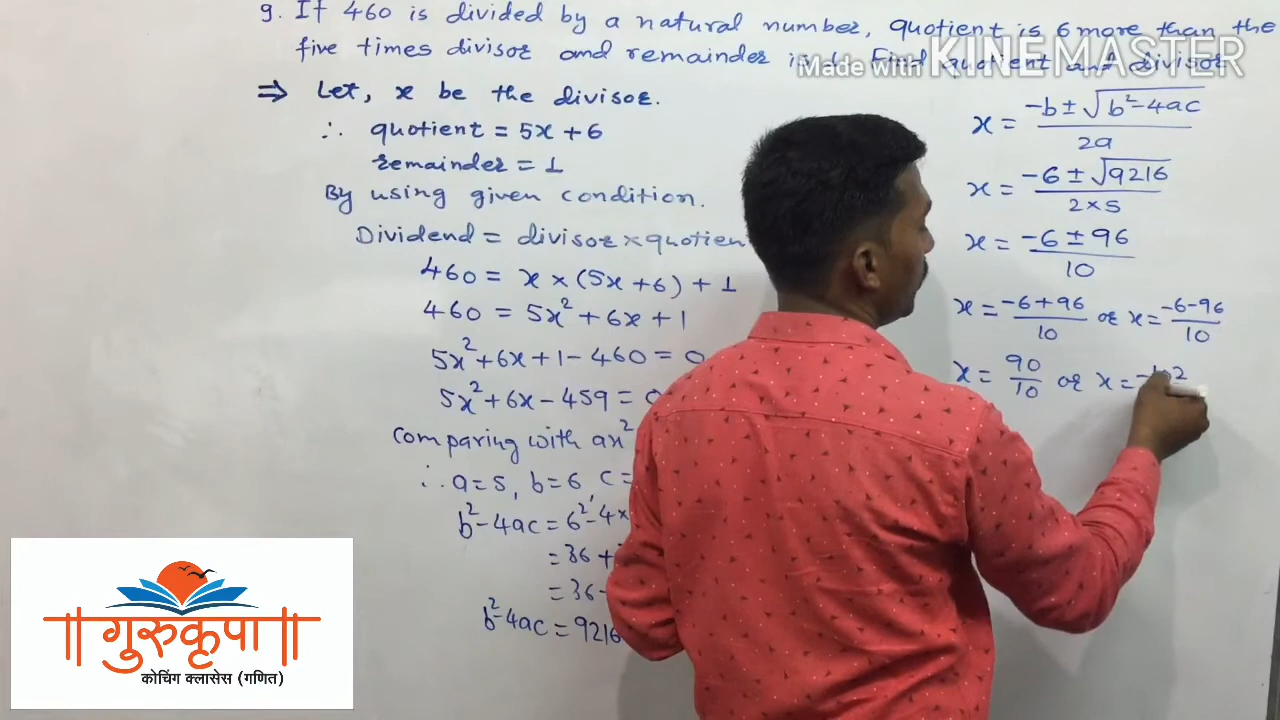 9. If 460 is divided by a natural number, quotient is 6 more than the
five times divisor and remainder is 1. Find quotient and divisor
Made with KINEMASTER
⇒ Let, x be the divisor.
∴ quotient = 5x + 6
remainder = 1
By using given condition.
Dividend = divisor × quotien
460 = x × (5x + 6) + 1
460 = 5x² + 6x + 1
5x² + 6x + 1 - 460 = 0
5x² + 6x - 459 = 0
Comparing with ax²
∴ a = 5, b = 6, c =
b² - 4ac = 6² - 4 ×
= 36 +
= 36 -
b² - 4ac = 9216
x = (-b ± √(b² - 4ac)) / 2a
x = (-6 ± √9216) / 2×5
x = (-6 ± 96) / 10
x = (-6 + 96) / 10 or x = (-6 - 96) / 10
x = 90/10 or x =
॥ गुरुकृपा ॥
कोचिंग क्लासेस (गणित)